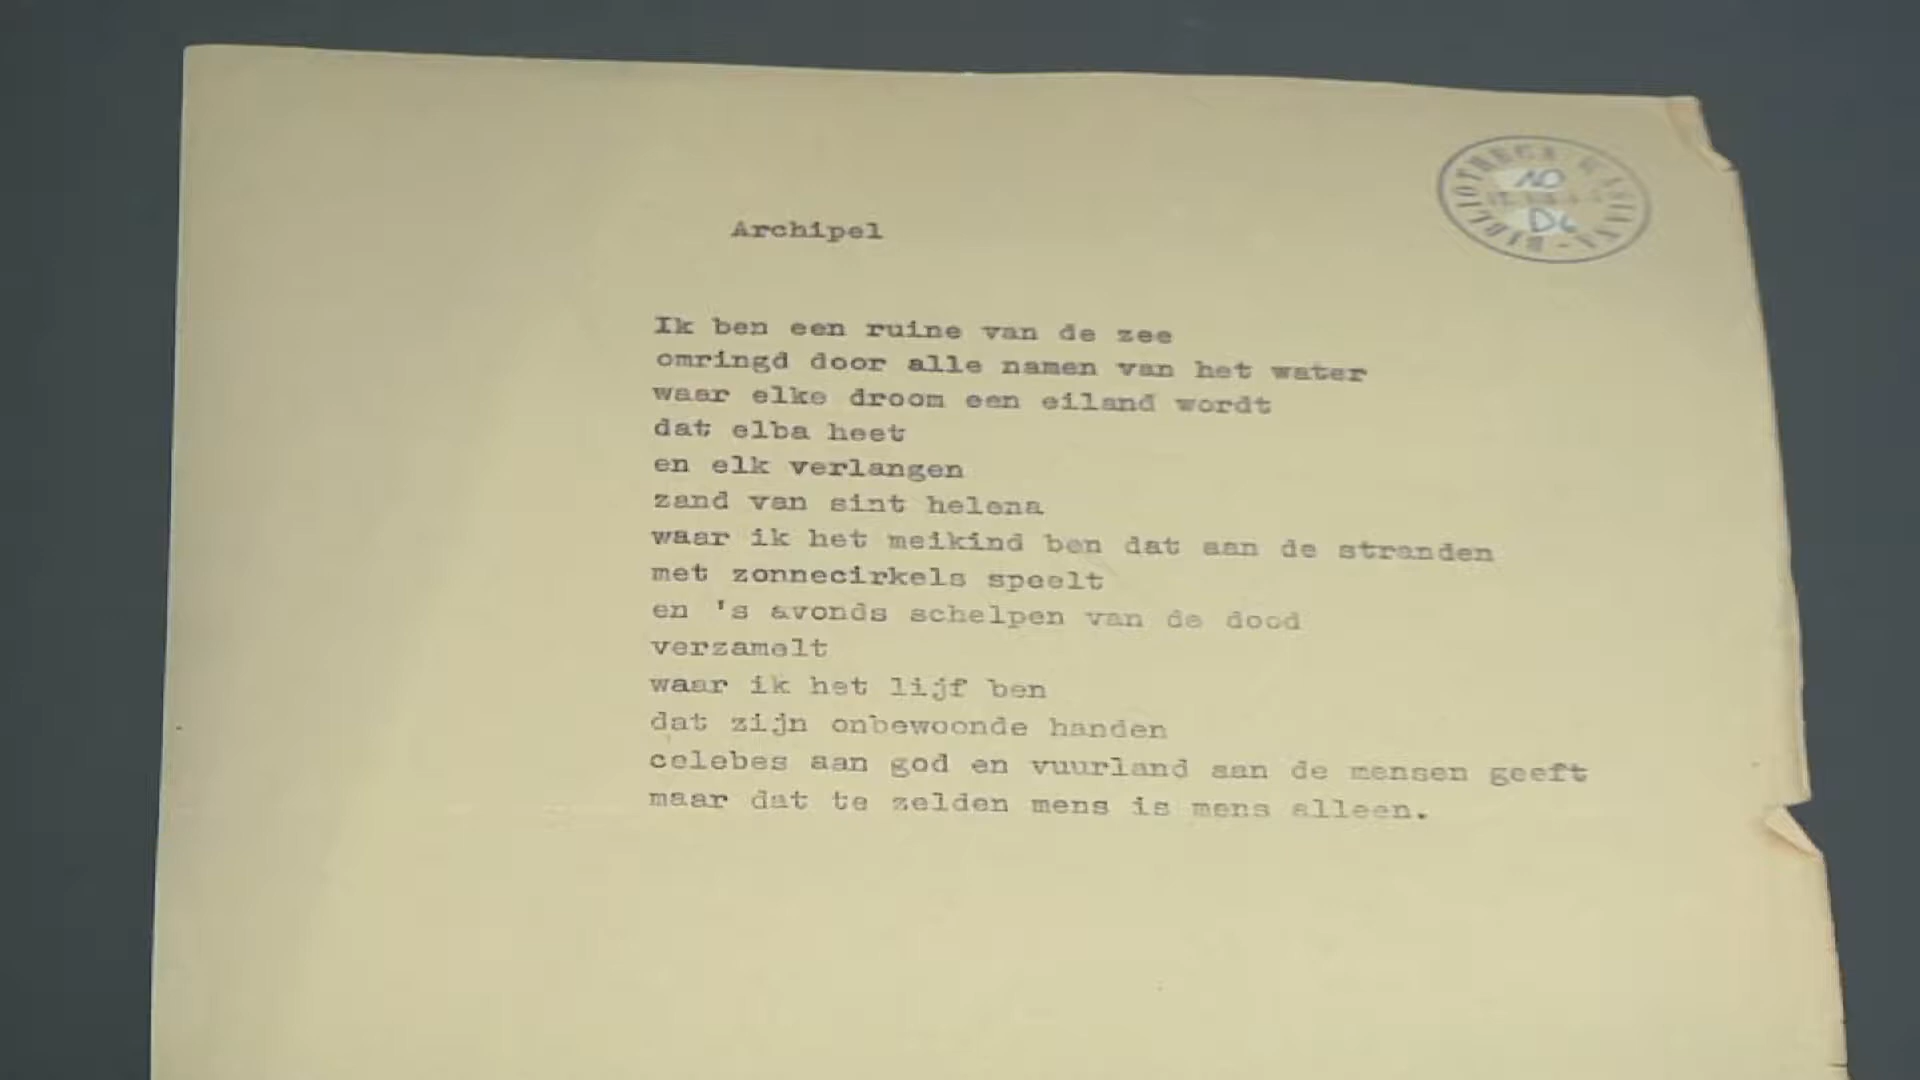 Archipel
Ik ben een ruine van de zee
omringd door alle namen van het water
waar elke droom een eiland wordt
dat elba heet
en elk verlangen
zand van sint helena
waar ik het meikind ben dat aan de stranden
met zonnecirkels speelt
en 's avonds schelpen van de dood
verzamelt
waar ik het lijf ben
dat zijn onbewoonde handen
celebes aan god en vuurland aan de mensen geeft
maar dat te zelden mens is mens alleen.
BIBLIOTHECA